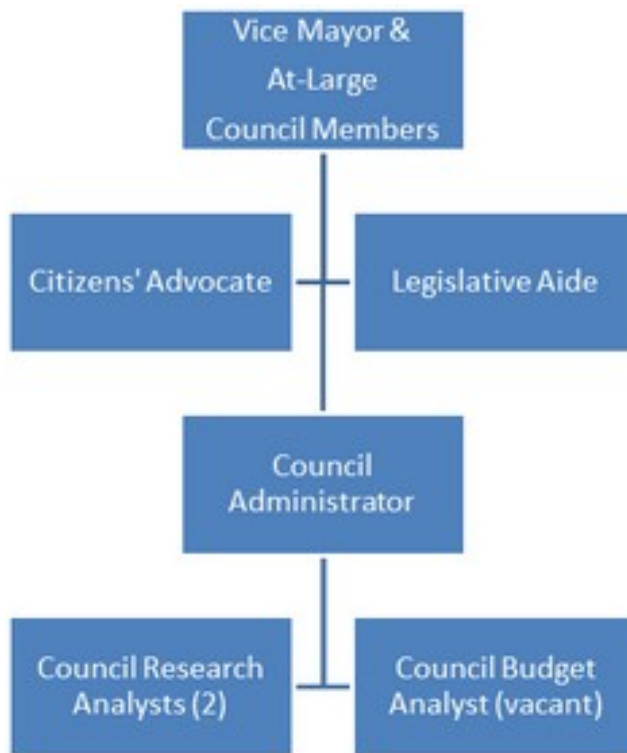 Vice Mayor &
At-Large
Council Members
Citizens' Advocate
Legislative Aide
Council
Administrator
Council Research
Analysts (2)
Council Budget
Analyst (vacant)